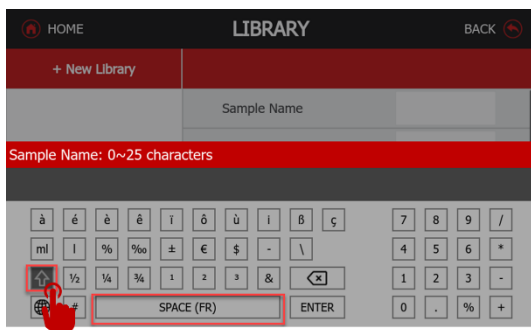 HOME LIBRARY BACK
+ New Library
Sample Name
Sample Name: 0~25 characters
à é è ê ï ô ù i ß ç 7 8 9 /
ml l % ‰ ± € $ - \ 4 5 6 *
½ ¼ ¾ ¹ ² ³ & 1 2 3 -
# SPACE (FR) ENTER 0 . % +